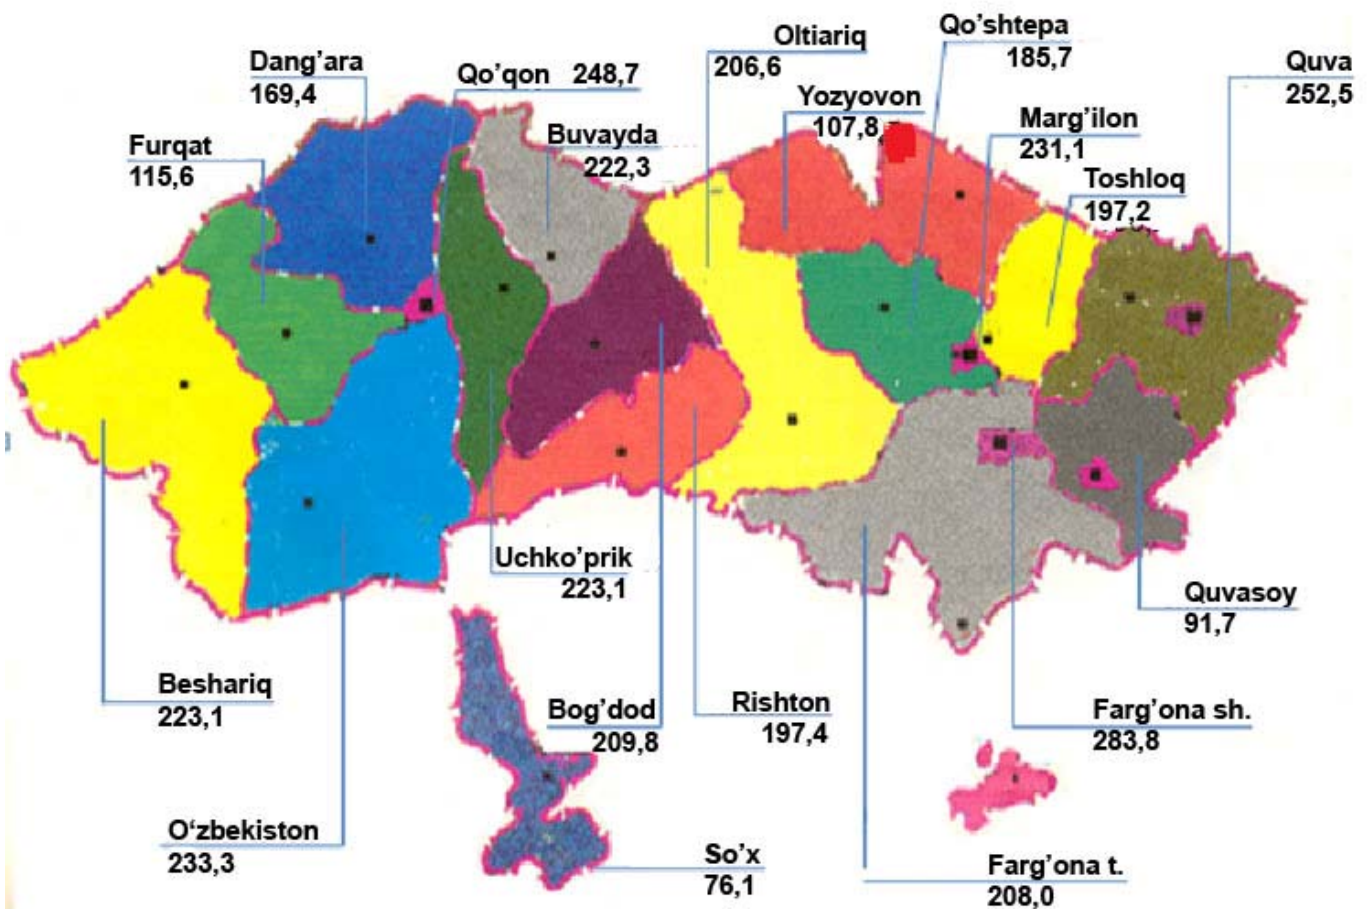 Oltiariq
206,6
Qo’shtepa
185,7
Dang’ara
169,4
Qo’qon 248,7
Quva
252,5
Yozyovon
107,8
Marg’ilon
231,1
Furqat
115,6
Buvayda
222,3
Toshloq
197,2
Uchko’prik
223,1
Quvasoy
91,7
Beshariq
223,1
Bog’dod
209,8
Rishton
197,4
Farg’ona sh.
283,8
O‘zbekiston
233,3
So’x
76,1
Farg’ona t.
208,0